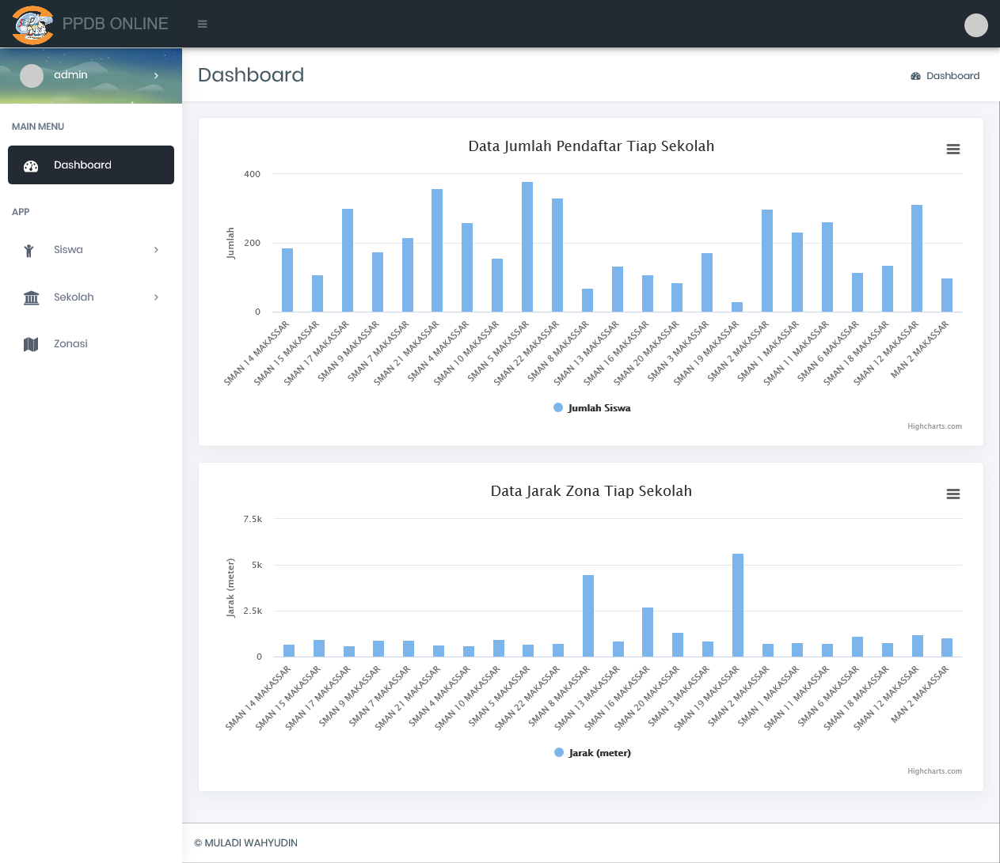 PPDB ONLINE
admin
Dashboard
Dashboard
MAIN MENU
Dashboard
APP
Siswa
Sekolah
Zonasi
Data Jumlah Pendaftar Tiap Sekolah
Jumlah
400
200
0
SMAN 14 MAKASSAR
SMAN 15 MAKASSAR
SMAN 17 MAKASSAR
SMAN 9 MAKASSAR
SMAN 7 MAKASSAR
SMAN 21 MAKASSAR
SMAN 4 MAKASSAR
SMAN 10 MAKASSAR
SMAN 5 MAKASSAR
SMAN 22 MAKASSAR
SMAN 8 MAKASSAR
SMAN 13 MAKASSAR
SMAN 16 MAKASSAR
SMAN 20 MAKASSAR
SMAN 3 MAKASSAR
SMAN 19 MAKASSAR
SMAN 2 MAKASSAR
SMAN 1 MAKASSAR
SMAN 11 MAKASSAR
SMAN 6 MAKASSAR
SMAN 18 MAKASSAR
SMAN 12 MAKASSAR
MAN 2 MAKASSAR
Jumlah Siswa
Highcharts.com
Data Jarak Zona Tiap Sekolah
Jarak (meter)
7.5k
5k
2.5k
0
SMAN 14 MAKASSAR
SMAN 15 MAKASSAR
SMAN 17 MAKASSAR
SMAN 9 MAKASSAR
SMAN 7 MAKASSAR
SMAN 21 MAKASSAR
SMAN 4 MAKASSAR
SMAN 10 MAKASSAR
SMAN 5 MAKASSAR
SMAN 22 MAKASSAR
SMAN 8 MAKASSAR
SMAN 13 MAKASSAR
SMAN 16 MAKASSAR
SMAN 20 MAKASSAR
SMAN 3 MAKASSAR
SMAN 19 MAKASSAR
SMAN 2 MAKASSAR
SMAN 1 MAKASSAR
SMAN 11 MAKASSAR
SMAN 6 MAKASSAR
SMAN 18 MAKASSAR
SMAN 12 MAKASSAR
MAN 2 MAKASSAR
Jarak (meter)
Highcharts.com
© MULADI WAHYUDIN